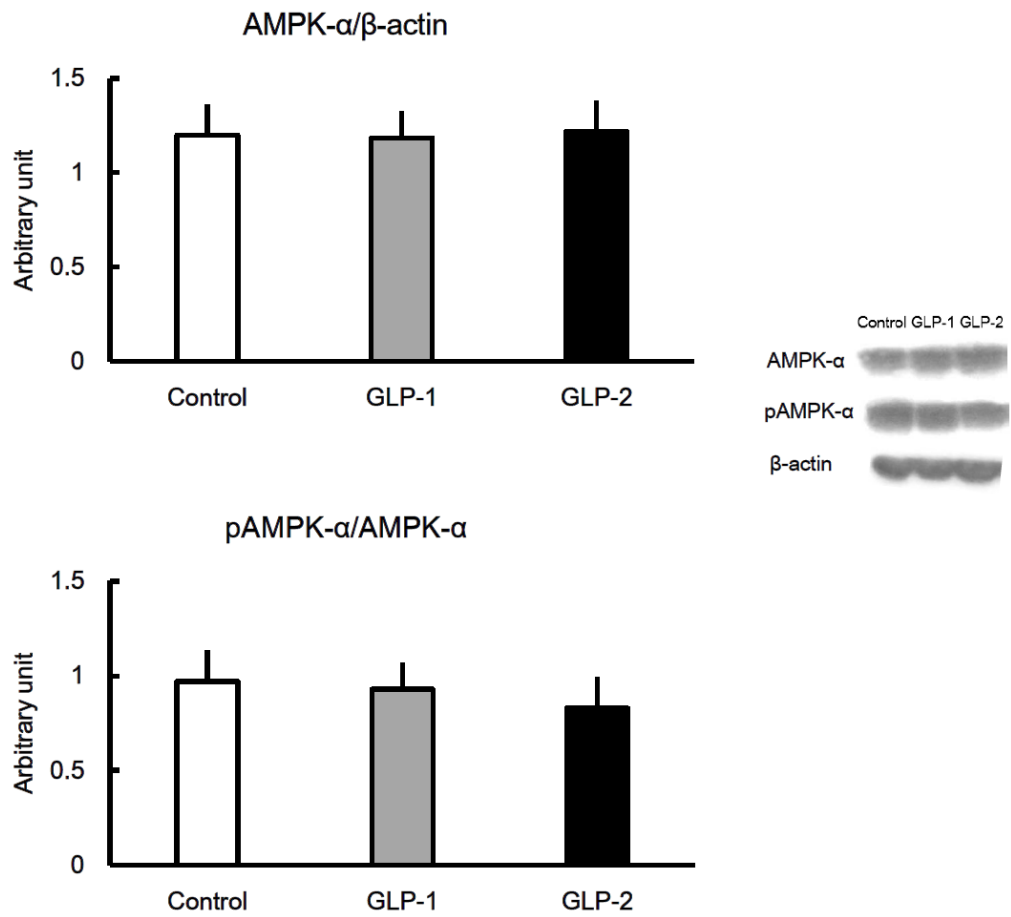 AMPK-α/β-actin
1.5
1
0.5
0
Arbitrary unit
Control GLP-1 GLP-2
Control GLP-1 GLP-2
AMPK-α
pAMPK-α
β-actin
pAMPK-α/AMPK-α
1.5
1
0.5
0
Arbitrary unit
Control GLP-1 GLP-2